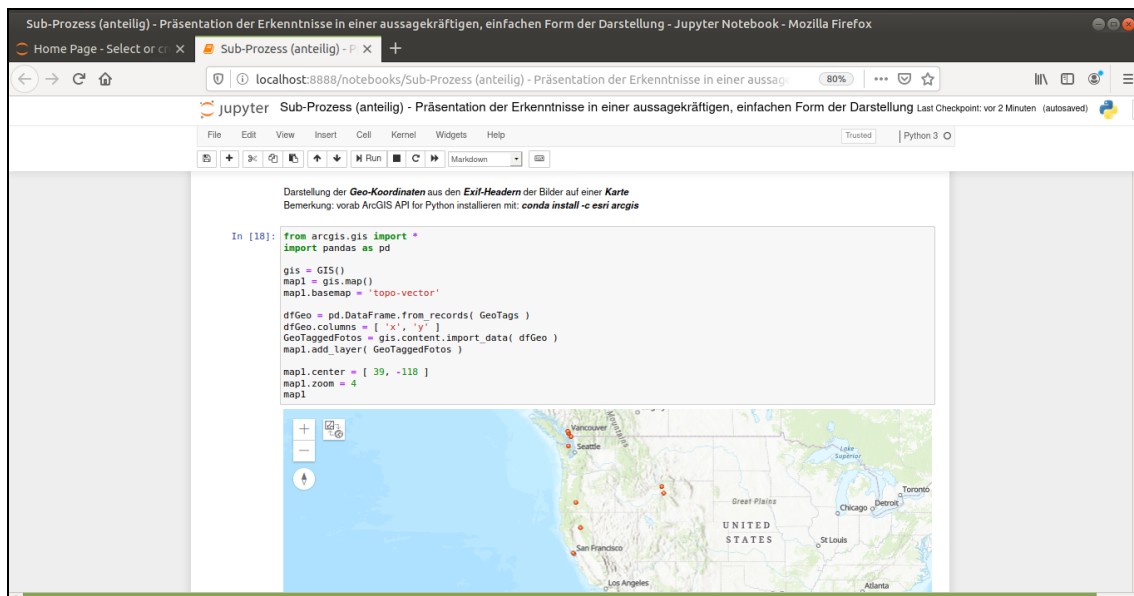 Sub-Prozess (anteilig) - Präsentation der Erkenntnisse in einer aussagekräftigen, einfachen Form der Darstellung - Jupyter Notebook - Mozilla Firefox
Home Page - Select or cr
Sub-Prozess (anteilig) - P
localhost:8888/notebooks/Sub-Prozess (anteilig) - Präsentation der Erkenntnisse in einer aussag
80%
jupyter Sub-Prozess (anteilig) - Präsentation der Erkenntnisse in einer aussagekräftigen, einfachen Form der Darstellung Last Checkpoint: vor 2 Minuten (autosaved)
File Edit View Insert Cell Kernel Widgets Help
Trusted
Python 3
Run
Markdown
Darstellung der Geo-Koordinaten aus den Exif-Headern der Bilder auf einer Karte
Bemerkung: vorab ArcGIS API for Python installieren mit: conda install -c esri arcgis
In [18]: from arcgis.gis import *
import pandas as pd
gis = GIS()
map1 = gis.map()
map1.basemap = 'topo-vector'
dfGeo = pd.DataFrame.from_records( GeoTags )
dfGeo.columns = [ 'x', 'y' ]
GeoTaggedFotos = gis.content.import_data( dfGeo )
map1.add_layer( GeoTaggedFotos )
map1.center = [ 39, -118 ]
map1.zoom = 4
map1
Vancouver
Mountains
Seattle
Lake
Superior
Toronto
Great Plains
Detroit
Chicago
UNITED
STATES
St Louis
San Francisco
Los Angeles
Atlanta